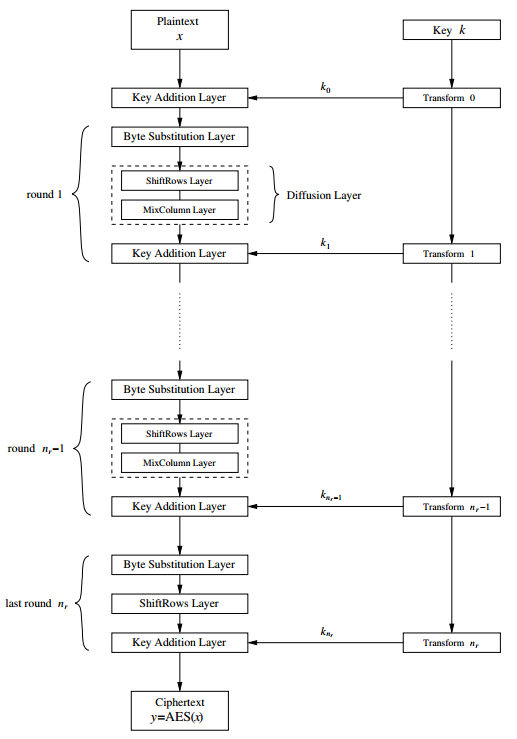 Plaintext
x
Key k
k0
Key Addition Layer
Transform 0
Byte Substitution Layer
ShiftRows Layer
round 1
Diffusion Layer
MixColumn Layer
k1
Key Addition Layer
Transform 1
Byte Substitution Layer
ShiftRows Layer
round nr−1
MixColumn Layer
knr−1
Key Addition Layer
Transform nr−1
Byte Substitution Layer
last round nr
ShiftRows Layer
knr
Key Addition Layer
Transform nr
Ciphertext
y=AES(x)